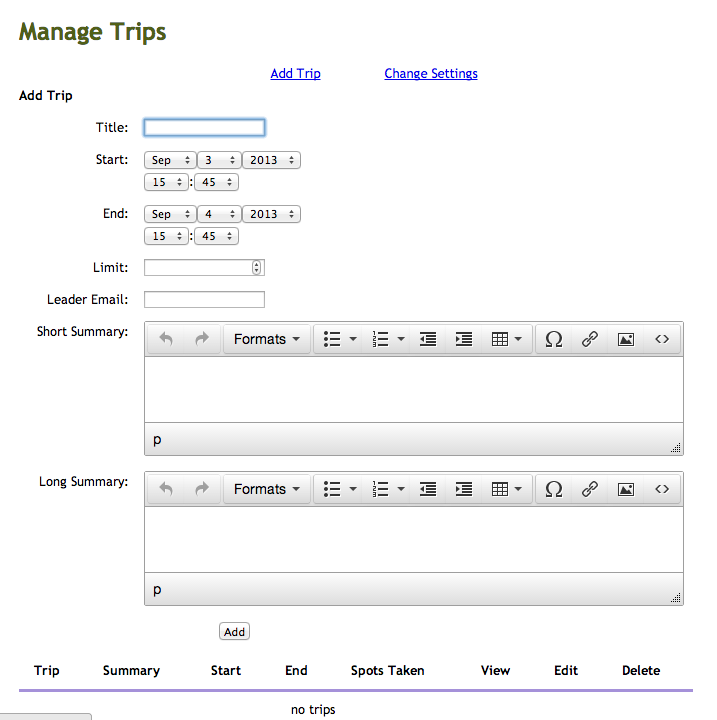 Manage Trips
Add Trip Change Settings
Add Trip
Title:
Start: Sep 3 2013
15 : 45
End: Sep 4 2013
15 : 45
Limit:
Leader Email:
Short Summary: Formats Ω <>
p
Long Summary: Formats Ω <>
p
Add
Trip Summary Start End Spots Taken View Edit Delete
no trips